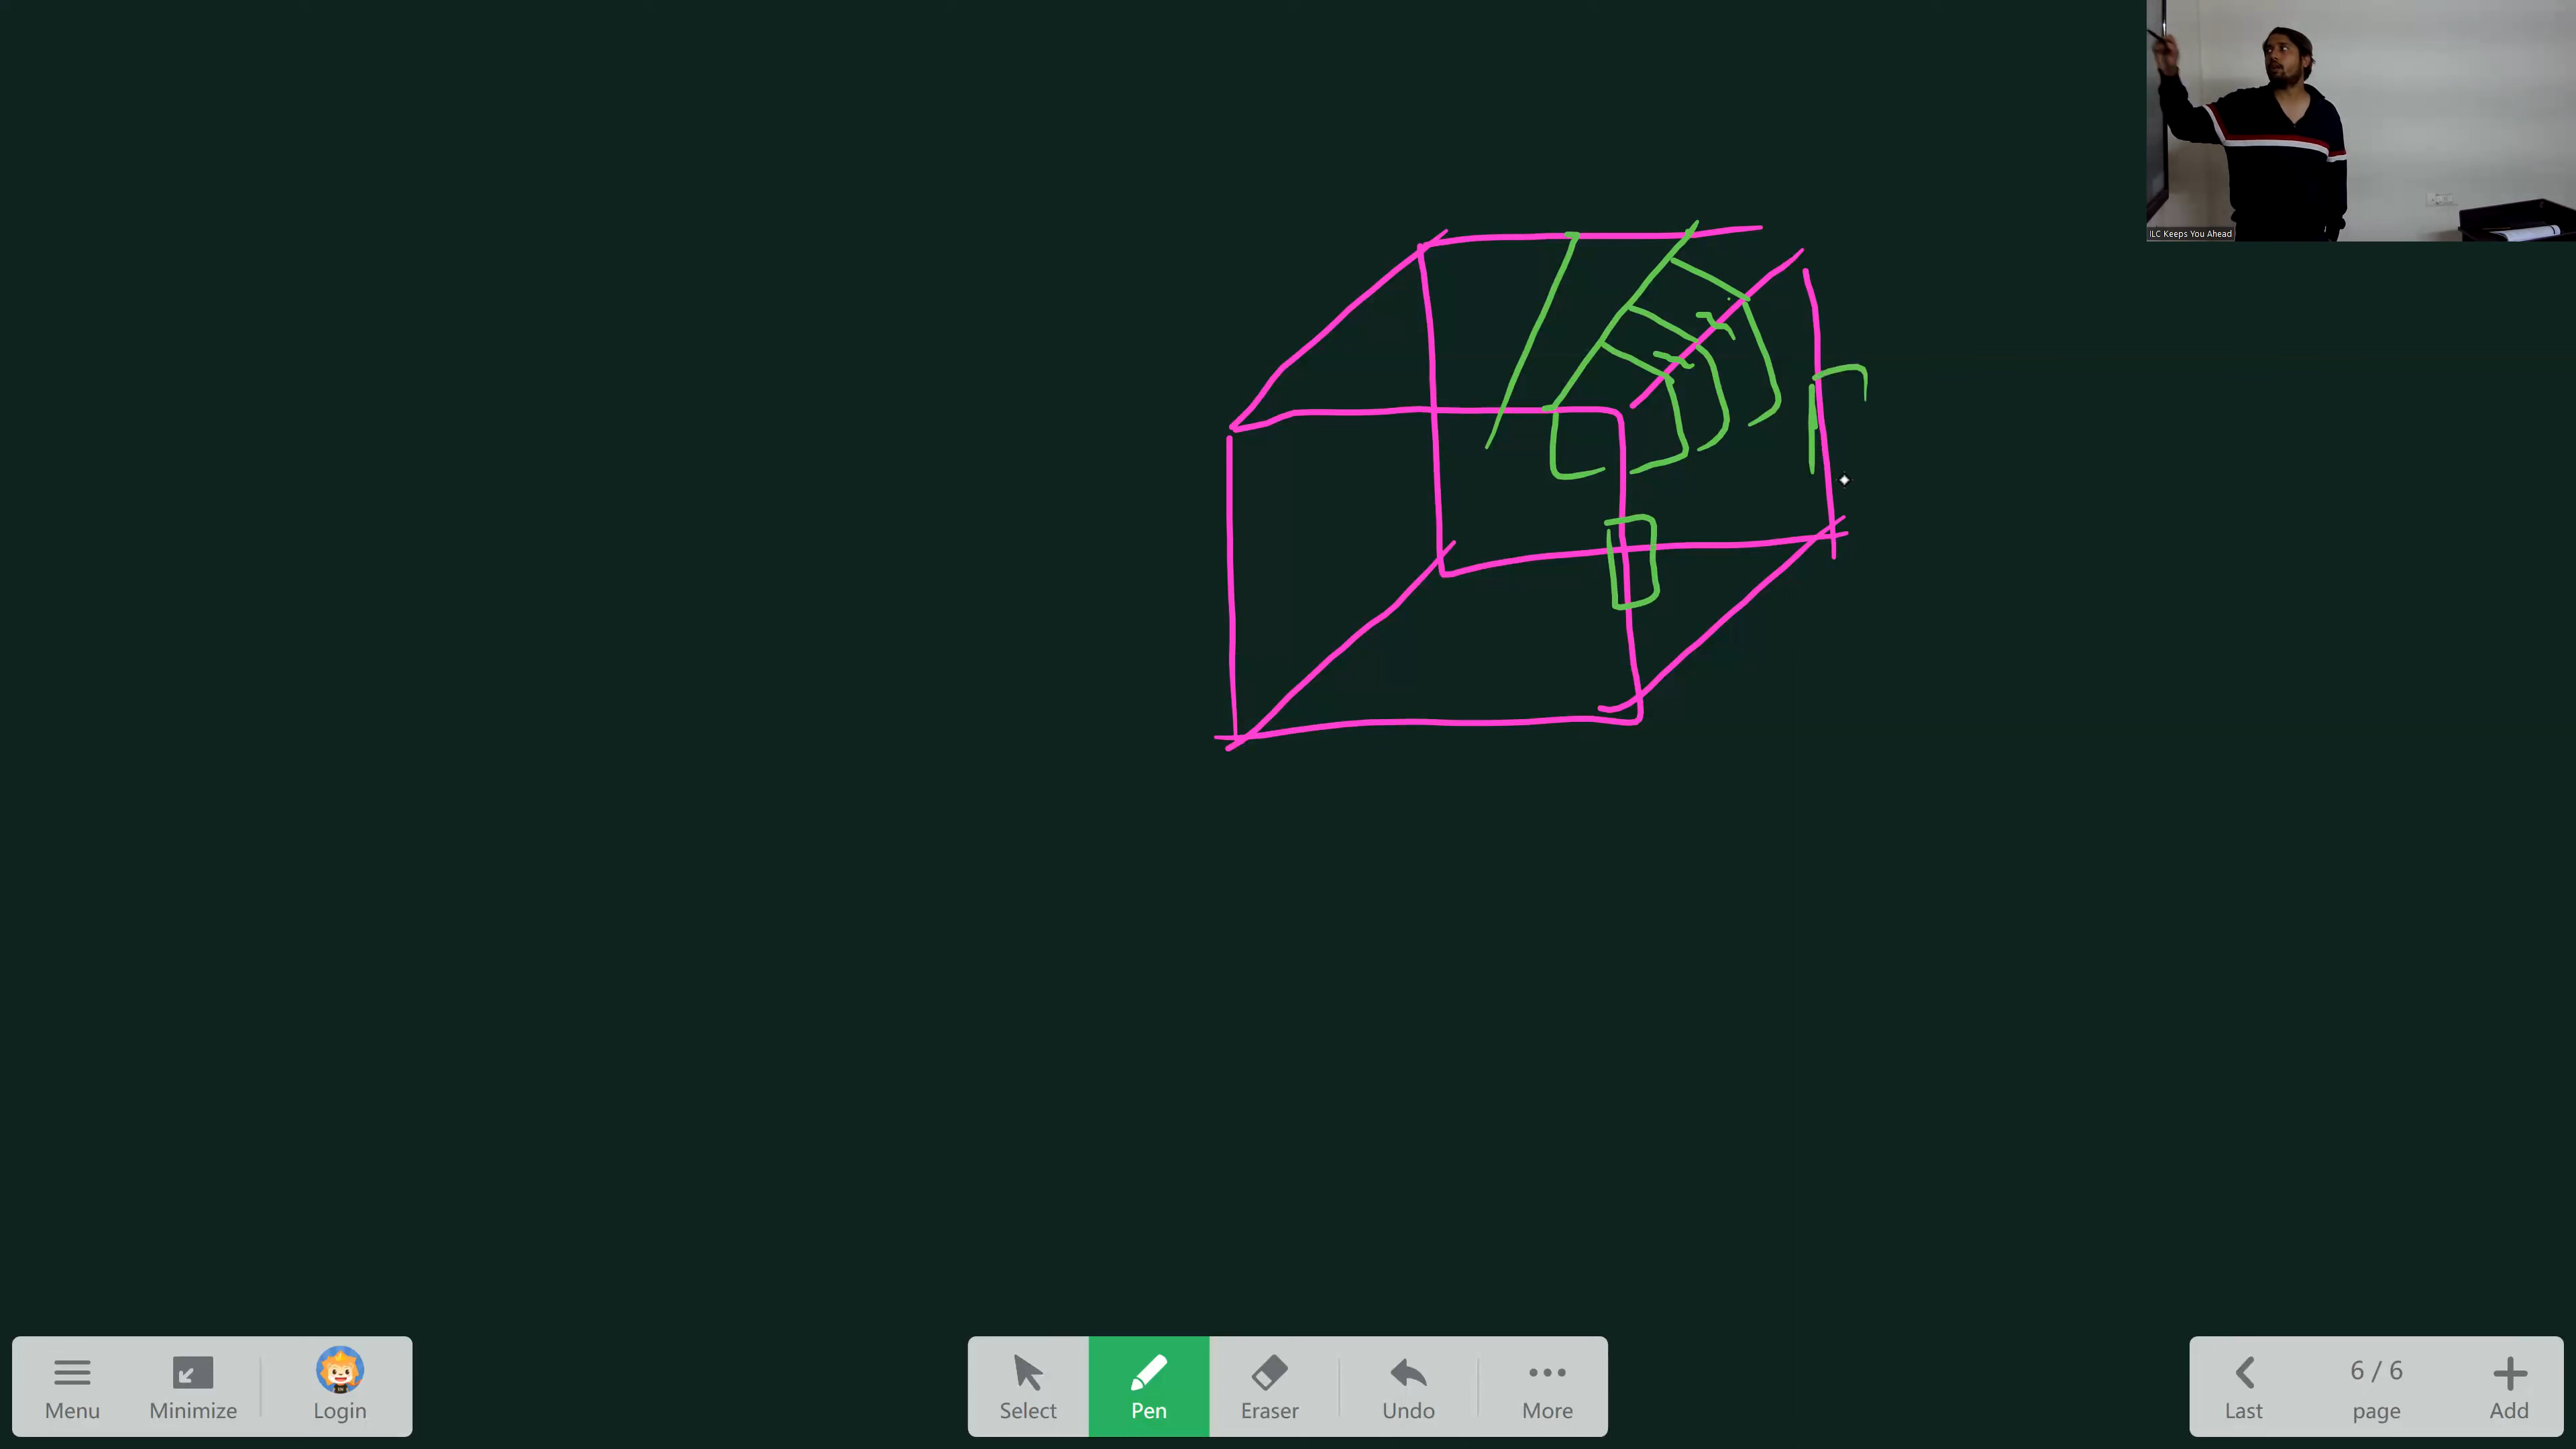 ILC Keeps You Ahead
Menu
Minimize
Login
Select
Pen
Eraser
Undo
More
Last
6 / 6
page
Add